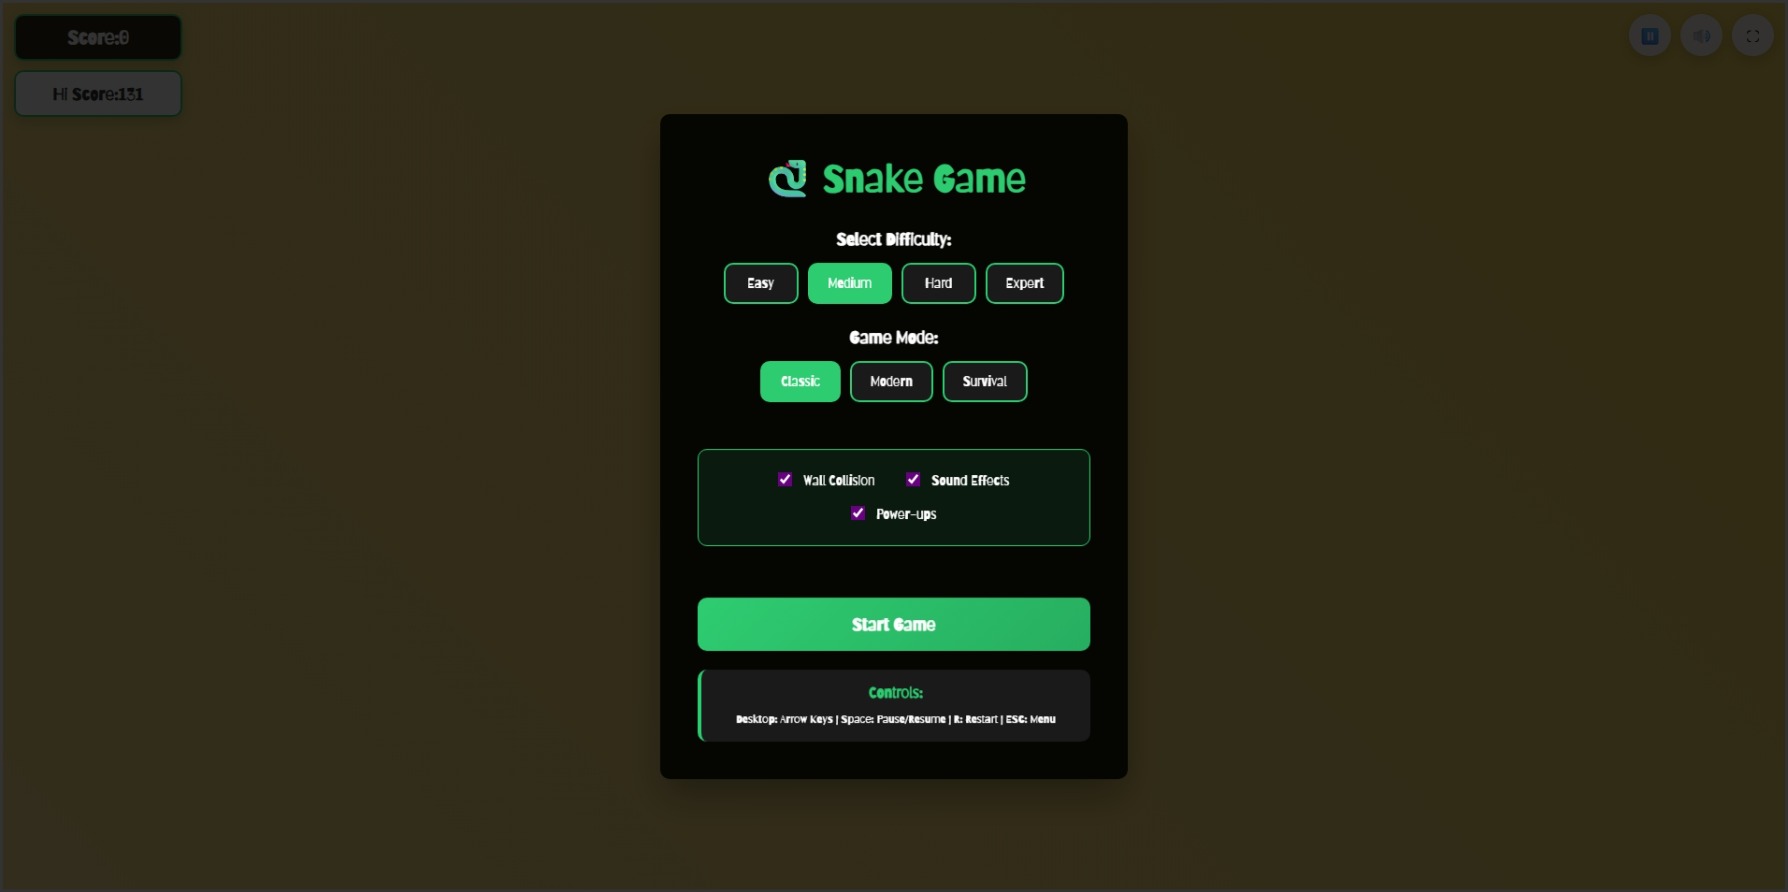 Score:0
Hi Score:131
Snake Game
Select Difficulty:
Easy Medium Hard Expert
Game Mode:
Classic Modern Survival
Wall Collision Sound Effects
Power-ups
Start Game
Controls:
Desktop: Arrow Keys | Space: Pause/Resume | R: Restart | ESC: Menu